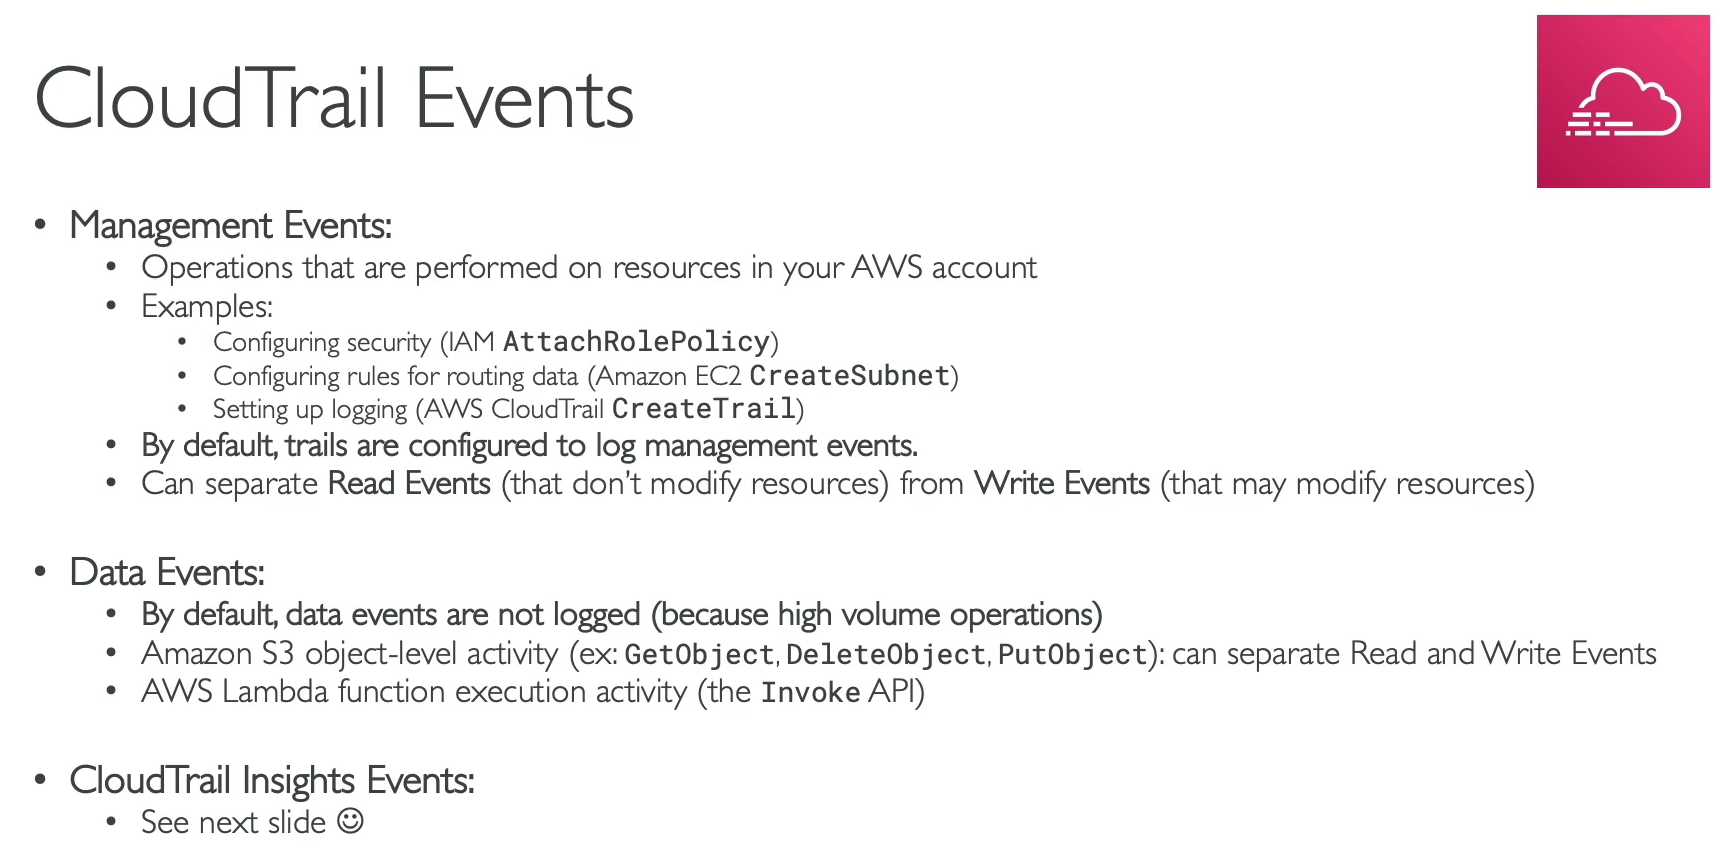 CloudTrail Events
• Management Events:
• Operations that are performed on resources in your AWS account
• Examples:
• Configuring security (IAM AttachRolePolicy)
• Configuring rules for routing data (Amazon EC2 CreateSubnet)
• Setting up logging (AWS CloudTrail CreateTrail)
• By default, trails are configured to log management events.
• Can separate Read Events (that don’t modify resources) from Write Events (that may modify resources)
• Data Events:
• By default, data events are not logged (because high volume operations)
• Amazon S3 object-level activity (ex: GetObject, DeleteObject, PutObject): can separate Read and Write Events
• AWS Lambda function execution activity (the Invoke API)
• CloudTrail Insights Events:
• See next slide ☺